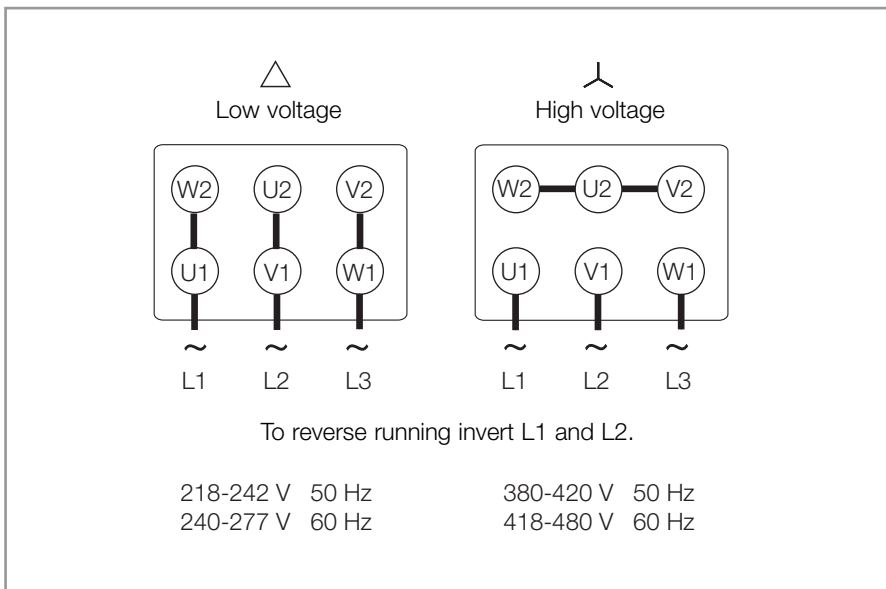 Low voltage High voltage
W2 U2 V2 W2 U2 V2
U1 V1 W1 U1 V1 W1
~ ~ ~ ~ ~ ~
L1 L2 L3 L1 L2 L3
To reverse running invert L1 and L2.
218-242 V 50 Hz 380-420 V 50 Hz
240-277 V 60 Hz 418-480 V 60 Hz